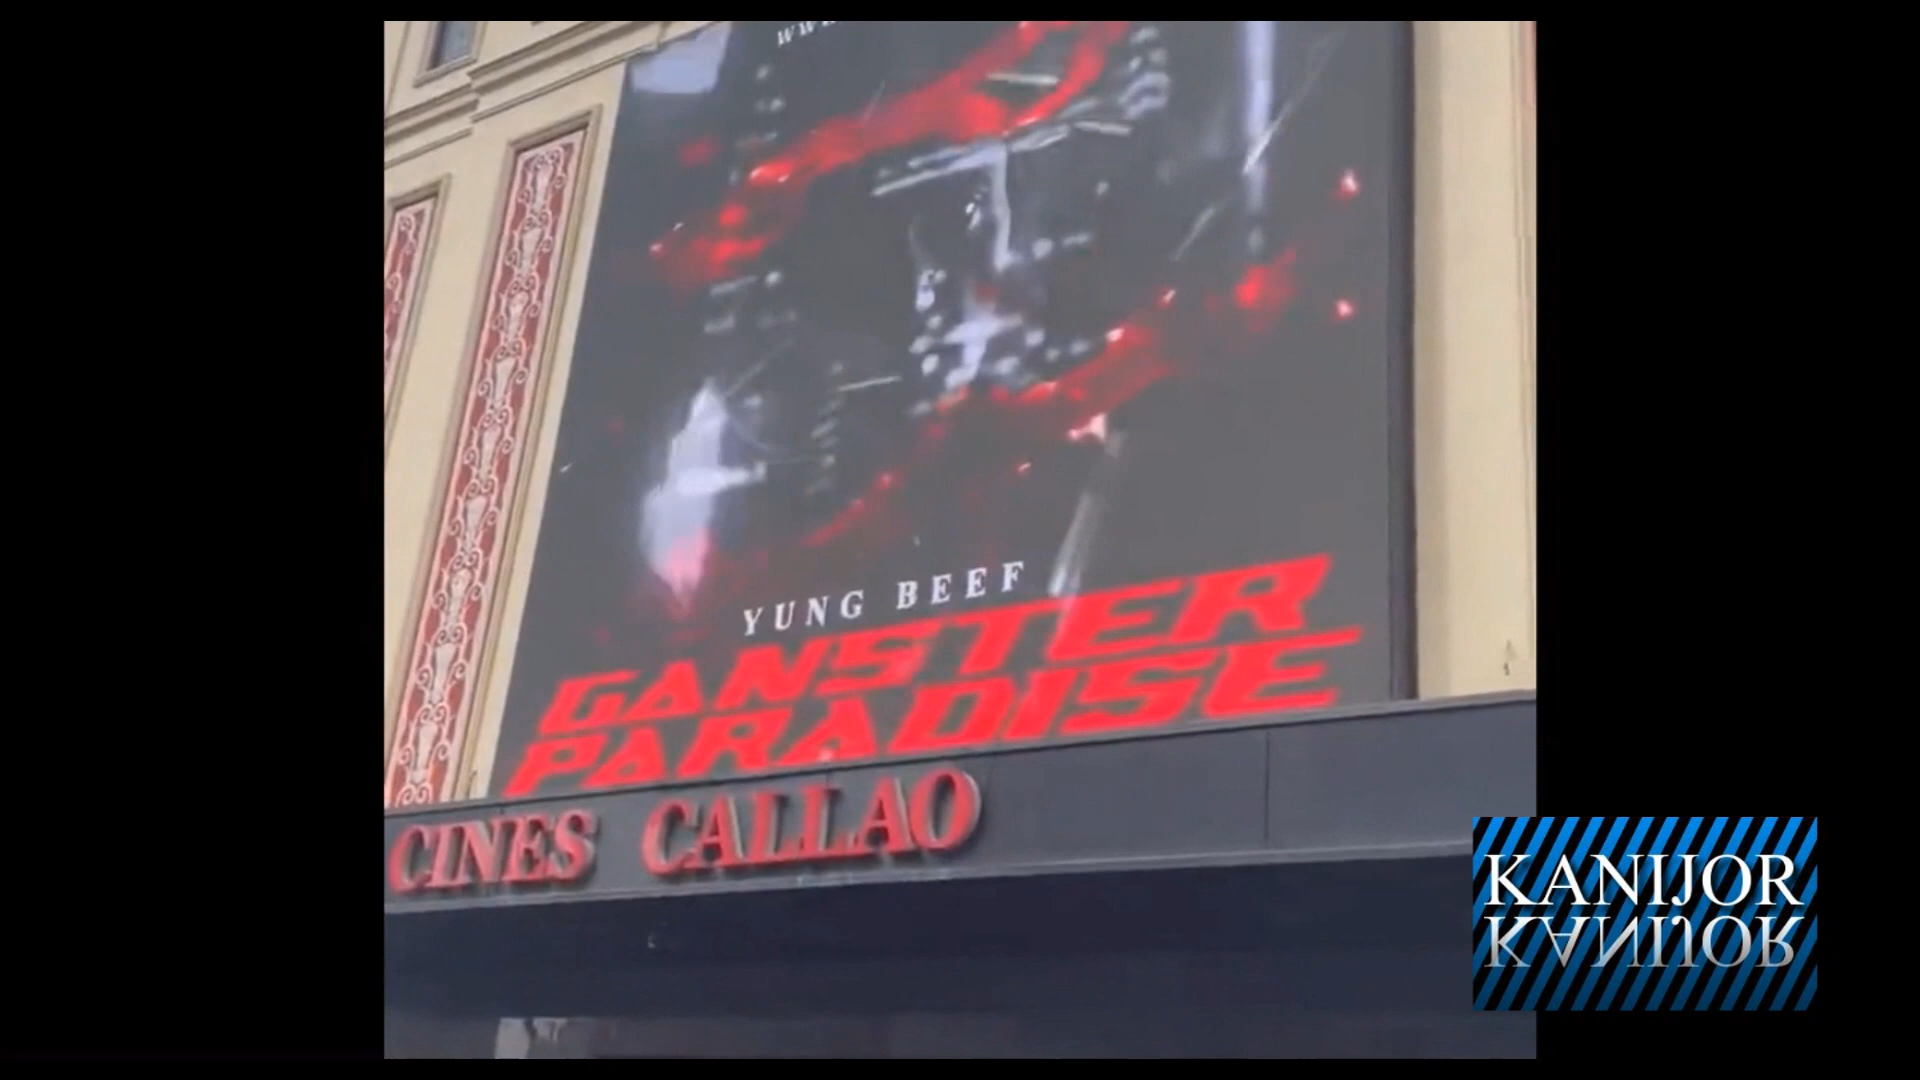 YUNG BEEF
GANSTER
PARADISE
CINES CALLAO
KANIJOR
KANIJOR